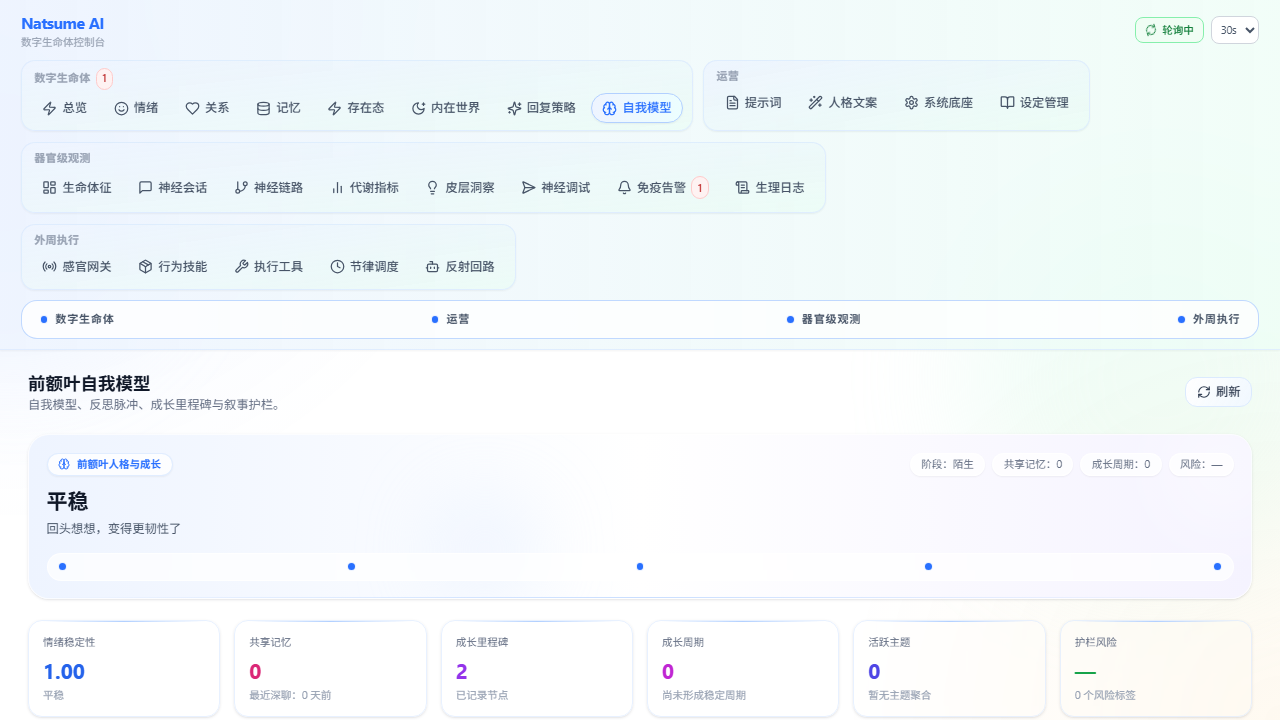 Natsume AI
数字生命体控制台
轮询中
30s
数字生命体 1
总览 情绪 关系 记忆 存在态 内在世界 回复策略 自我模型
运营
提示词 人格文案 系统底座 设定管理
器官级观测
生命体征 神经会话 神经链路 代谢指标 皮层洞察 神经调试 免疫告警 1 生理日志
外周执行
感官网关 行为技能 执行工具 节律调度 反射回路
数字生命体 运营 器官级观测 外周执行
前额叶自我模型
自我模型、反思脉冲、成长里程碑与叙事护栏。
刷新
前额叶人格与成长
阶段：陌生 共享记忆：0 成长周期：0 风险：—
平稳
回头想想，变得更韧性了
情绪稳定性
1.00
平稳
共享记忆
0
最近深聊：0 天前
成长里程碑
2
已记录节点
成长周期
0
尚未形成稳定周期
活跃主题
0
暂无主题聚合
护栏风险
—
0 个风险标签